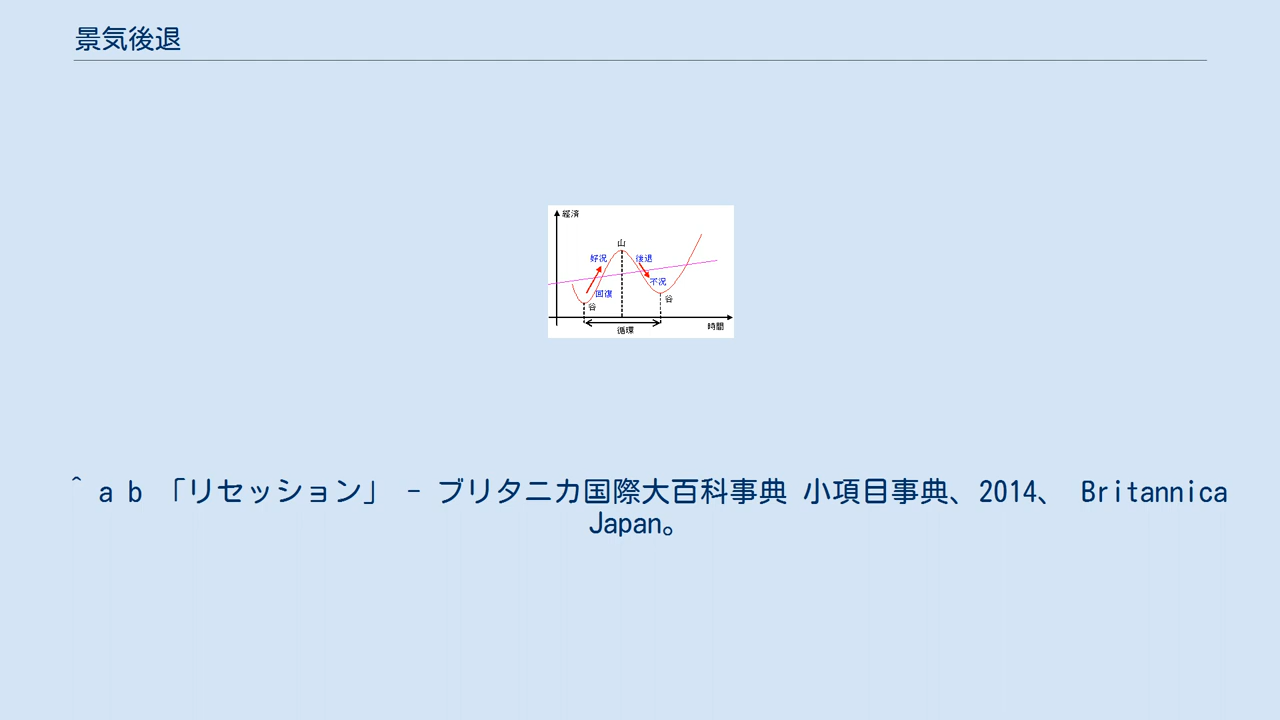 景気後退
経済
山
好況
後退
不況
回復
谷
谷
時間
循環
^ a b 「リセッション」 - ブリタニカ国際大百科事典 小項目事典、2014、 Britannica
Japan。